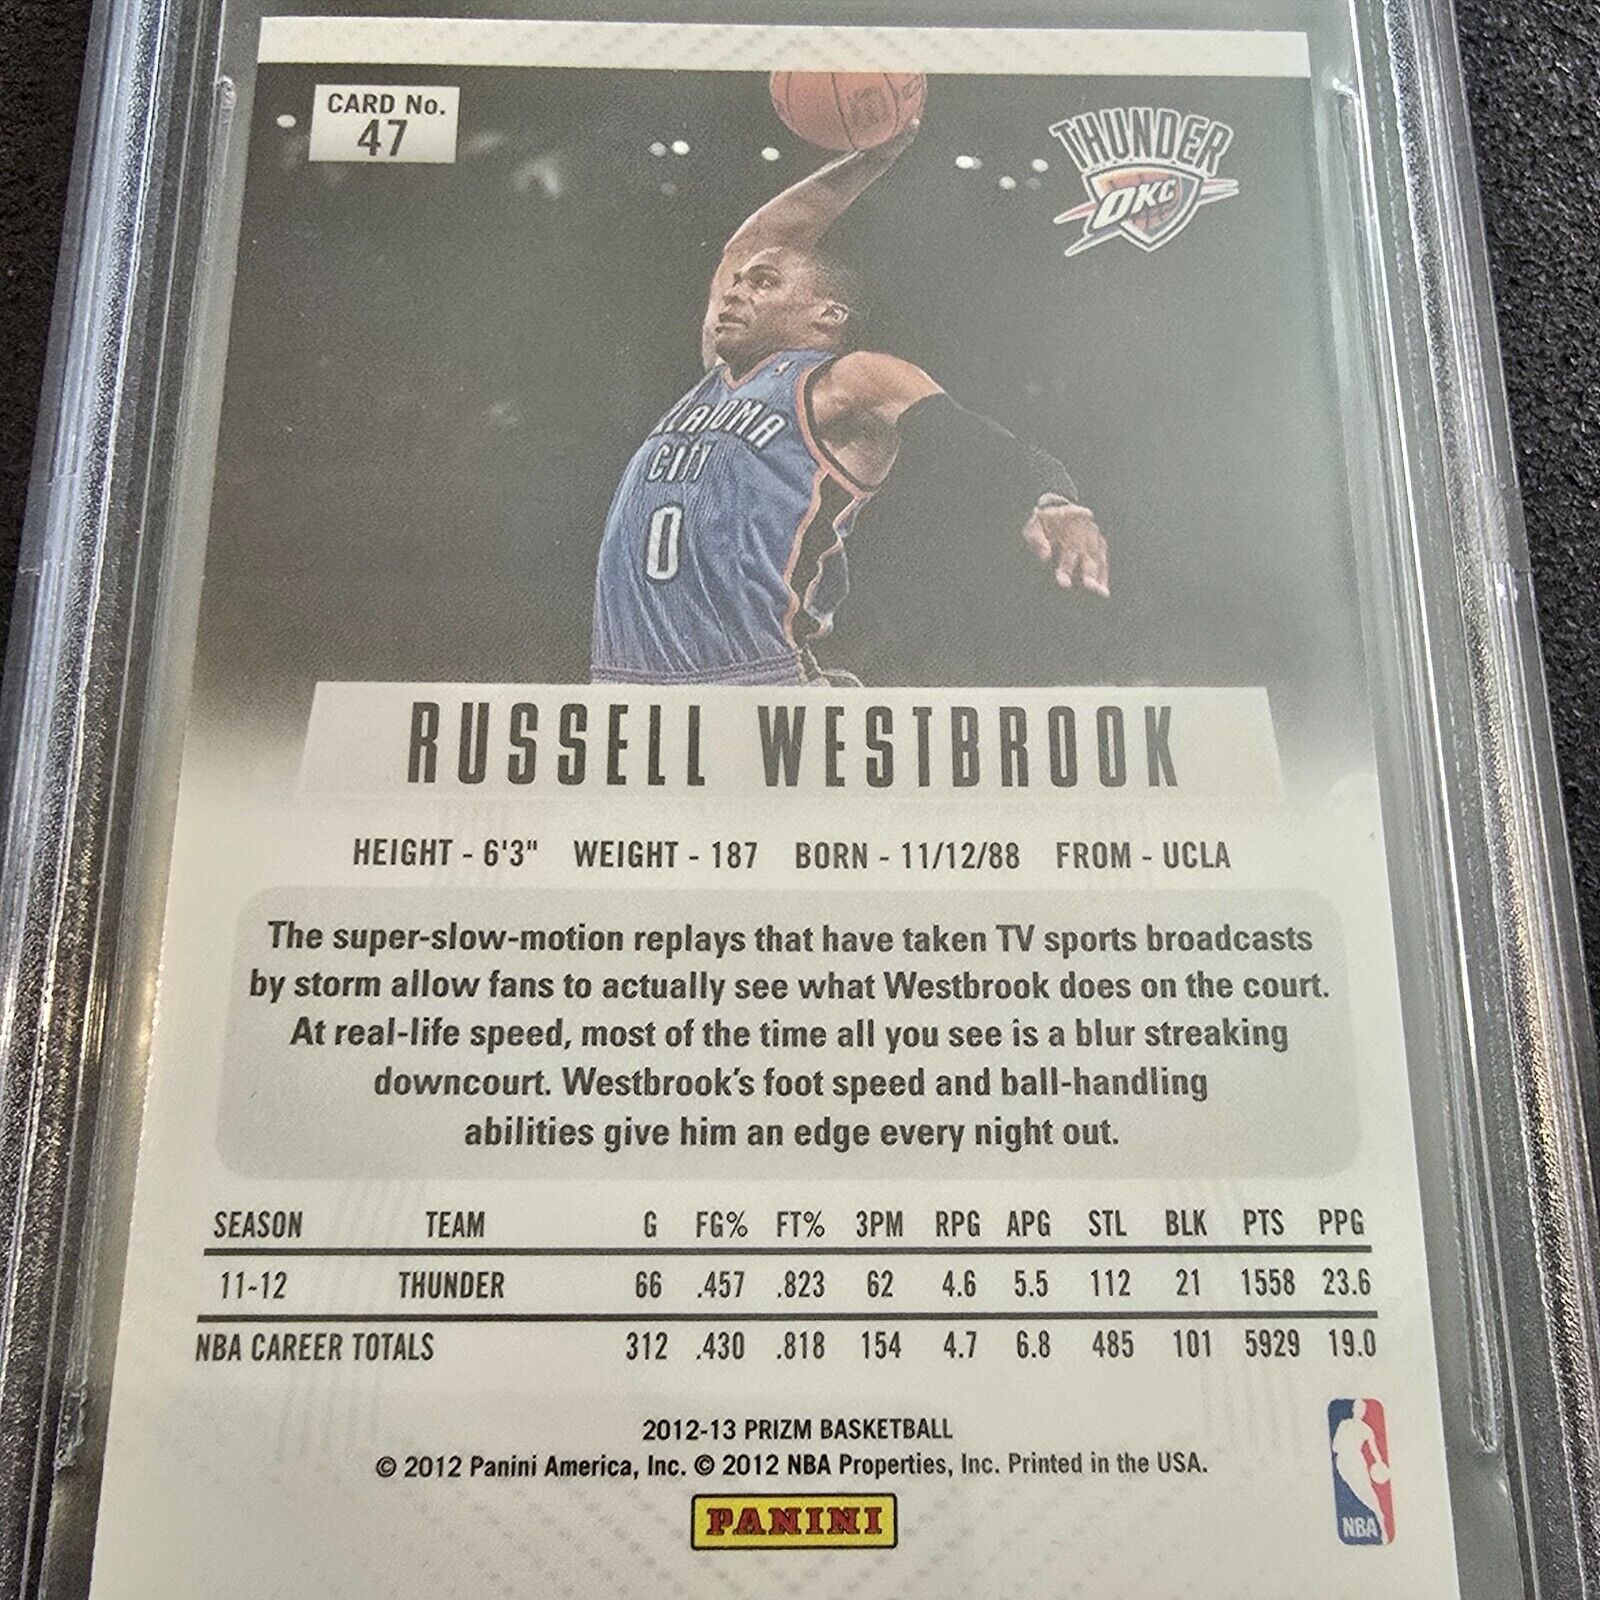 CARD No.
47
THUNDER
OKC
OKLAHOMA
CITY
0
RUSSELL WESTBROOK
HEIGHT - 6'3" WEIGHT - 187 BORN - 11/12/88 FROM - UCLA
The super-slow-motion replays that have taken TV sports broadcasts
by storm allow fans to actually see what Westbrook does on the court.
At real-life speed, most of the time all you see is a blur streaking
downcourt. Westbrook's foot speed and ball-handling
abilities give him an edge every night out.
SEASON TEAM G FG% FT% 3PM RPG APG STL BLK PTS PPG
11-12 THUNDER 66 .457 .823 62 4.6 5.5 112 21 1558 23.6
NBA CAREER TOTALS 312 .430 .818 154 4.7 6.8 485 101 5929 19.0
2012-13 PRIZM BASKETBALL
© 2012 Panini America, Inc. © 2012 NBA Properties, Inc. Printed in the USA.
PANINI
NBA